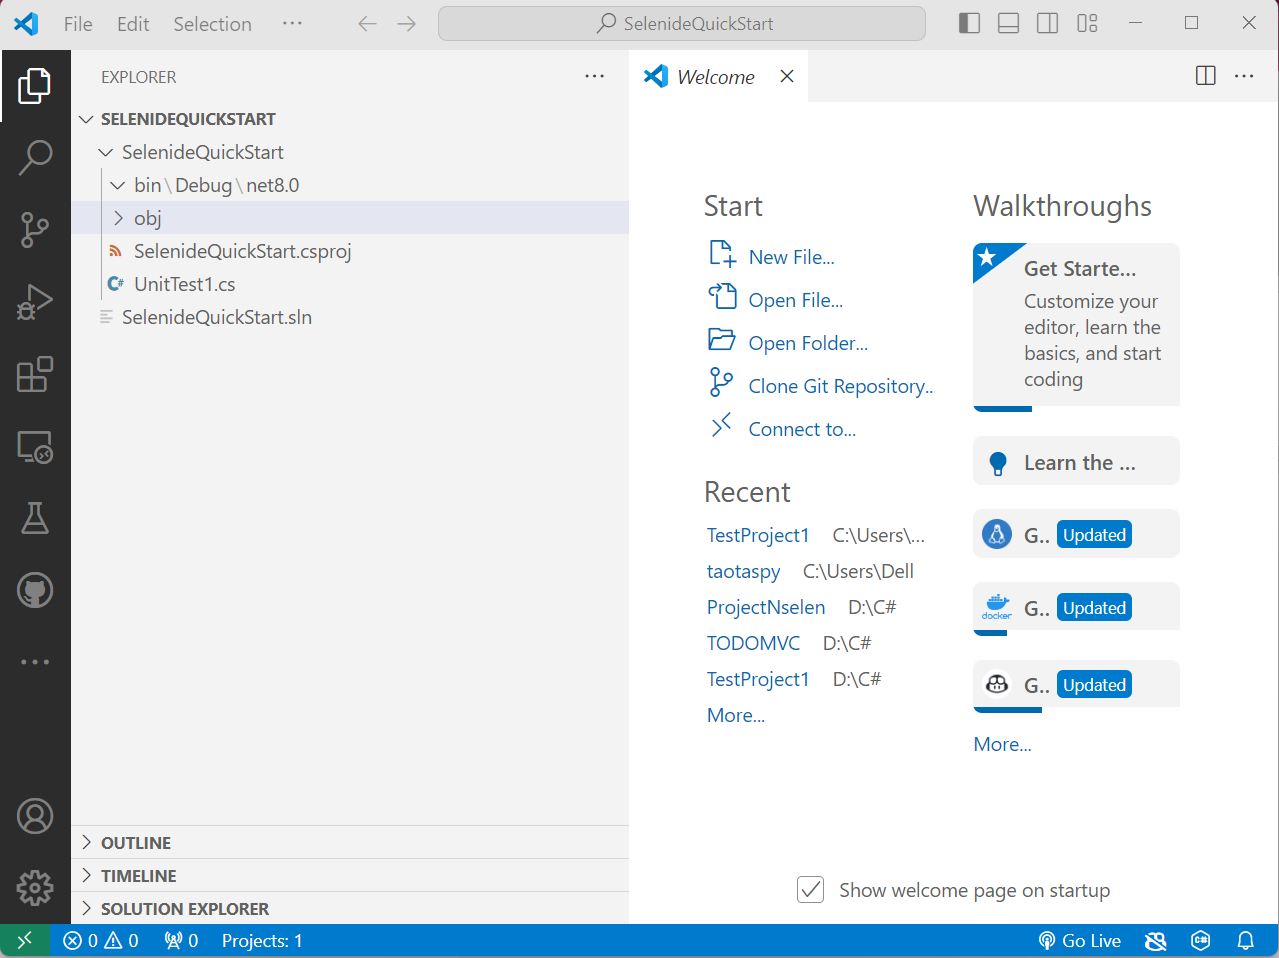 File Edit Selection ···
SelenideQuickStart
EXPLORER
SELENIDEQUICKSTART
SelenideQuickStart
bin\Debug\net8.0
obj
SelenideQuickStart.csproj
C# UnitTest1.cs
SelenideQuickStart.sln
OUTLINE
TIMELINE
SOLUTION EXPLORER
Welcome
Start
New File...
Open File...
Open Folder...
Clone Git Repository..
Connect to...
Recent
TestProject1 C:\Users\...
taotaspy C:\Users\Dell
ProjectNselen D:\C#
TODOMVC D:\C#
TestProject1 D:\C#
More...
Walkthroughs
Get Starte...
Customize your
editor, learn the
basics, and start
coding
Learn the ...
G.. Updated
docker G.. Updated
G.. Updated
More...
Show welcome page on startup
0 0 0 Projects: 1 Go Live C#